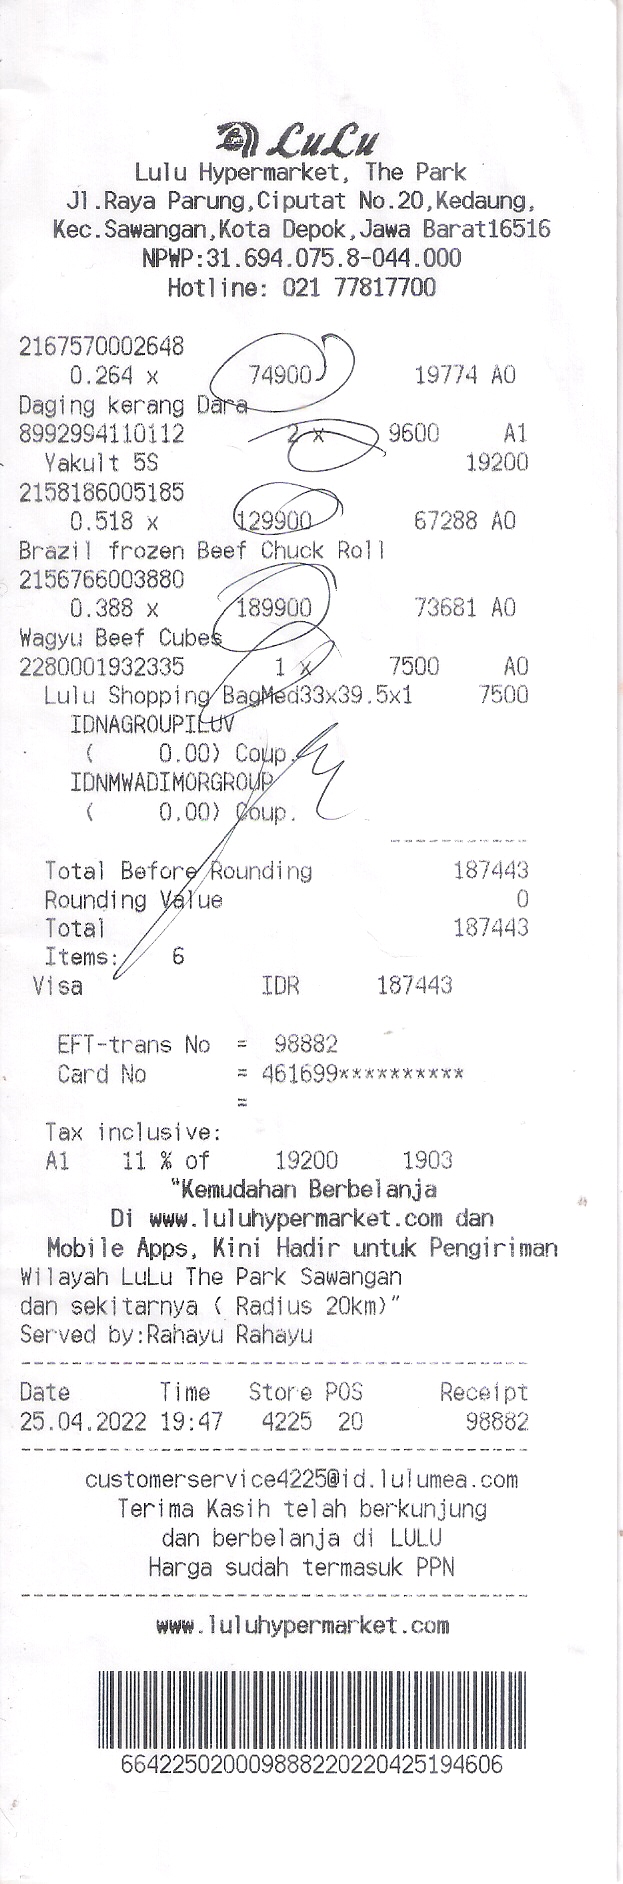 LuLu
Lulu Hypermarket, The Park
Jl.Raya Parung,Ciputat No.20,Kedaung,
Kec.Sawangan,Kota Depok,Jawa Barat16516
NPWP:31.694.075.8-044.000
Hotline: 021 77817700
2167570002648
0.264 x 74900 19774 A0
Daging kerang Dara
8992994110112 2 x 9600 A1
Yakult 5S 19200
2158186005185
0.518 x 129900 67288 A0
Brazil frozen Beef Chuck Roll
2156766003880
0.388 x 189900 73681 A0
Wagyu Beef Cubes
2280001932335 1 x 7500 A0
Lulu Shopping BagMed33x39.5x1 7500
IDNAGROUPILUV
( 0.00) Coup.
IDNMWADIMORGROUP
( 0.00) Coup.
------------
Total Before Rounding 187443
Rounding Value 0
Total 187443
Items: 6
Visa IDR 187443
EFT-trans No = 98882
Card No = 461699**********
=
Tax inclusive:
A1 11 % of 19200 1903
"Kemudahan Berbelanja
Di www.luluhypermarket.com dan
Mobile Apps, Kini Hadir untuk Pengiriman
Wilayah LuLu The Park Sawangan
dan sekitarnya ( Radius 20km)"
Served by:Rahayu Rahayu
----------------------------------------
Date Time Store POS Receipt
25.04.2022 19:47 4225 20 98882
----------------------------------------
customerservice4225@id.lulumea.com
Terima Kasih telah berkunjung
dan berbelanja di LULU
Harga sudah termasuk PPN
----------------------------------------
www.luluhypermarket.com
664225020009888220220425194606